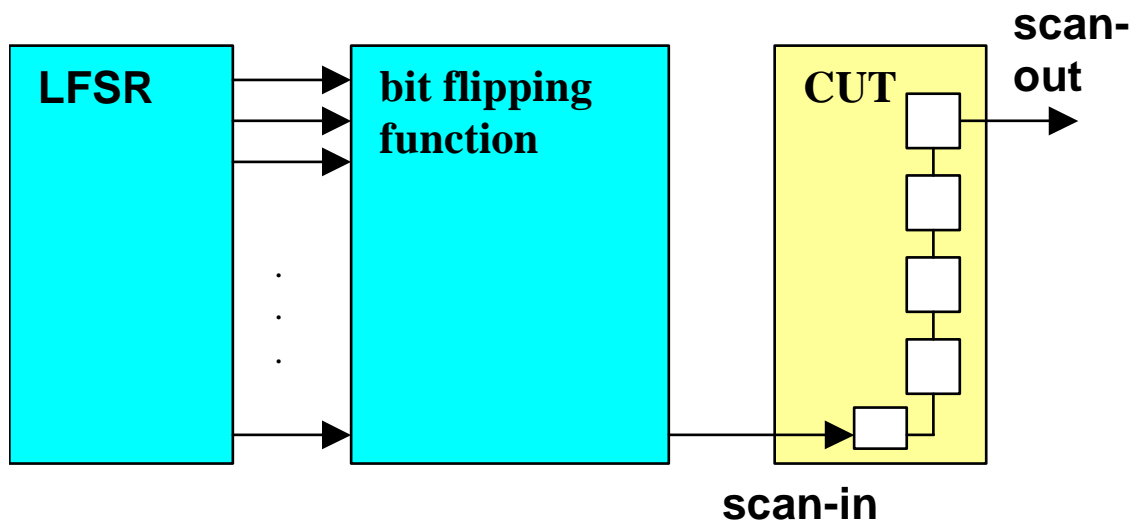 LFSR
bit flipping
function
CUT
scan-
out
scan-in